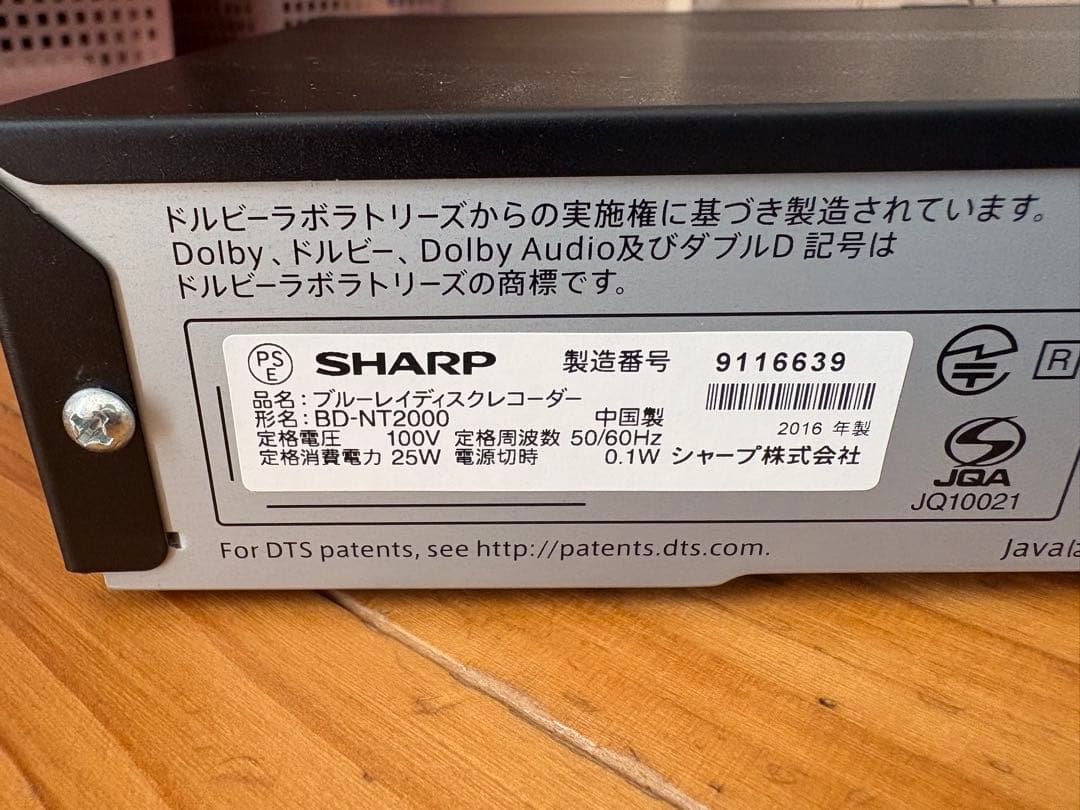 ドルビーラボラトリーズからの実施権に基づき製造されています。
Dolby、ドルビー、Dolby Audio及びダブルD 記号は
ドルビーラボラトリーズの商標です。
PS E SHARP 製造番号 9116639
品名：ブルーレイディスクレコーダー
形名：BD-NT2000 中国製
2016 年製
定格電圧 100V 定格周波数 50/60Hz
定格消費電力 25W 電源切時 0.1W シャープ株式会社
R
JQA
JQ10021
For DTS patents, see http://patents.dts.com.
Javaは